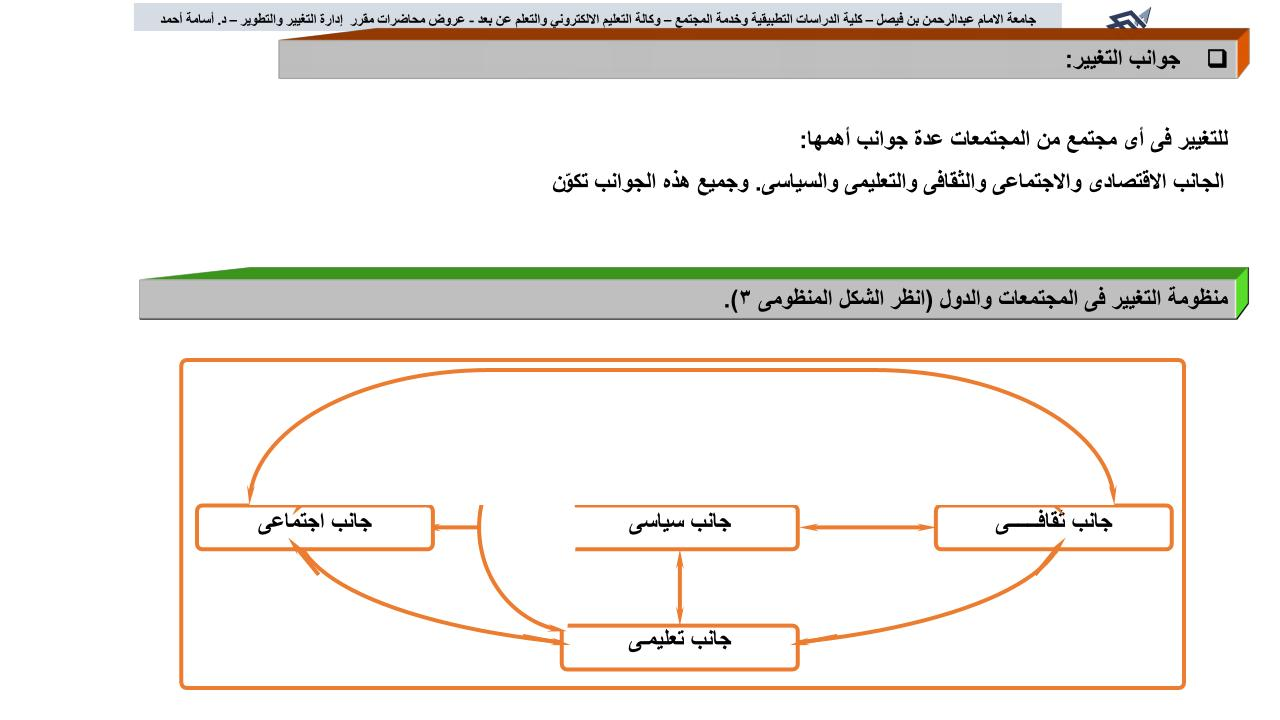 جامعة الامام عبدالرحمن بن فيصل – كلية الدراسات التطبيقية وخدمة المجتمع – وكالة التعليم الالكتروني والتعلم عن بعد - عروض محاضرات مقرر إدارة التغيير والتطوير – د. أسامة أحمد
❑ جوانب التغيير:
للتغيير فى أى مجتمع من المجتمعات عدة جوانب أهمها:
الجانب الاقتصادى والاجتماعى والثقافى والتعليمى والسياسى. وجميع هذه الجوانب تكوّن
منظومة التغيير فى المجتمعات والدول (انظر الشكل المنظومى ٣).
جانب ثقافـــــى
جانب سياسى
جانب اجتماعى
جانب تعليمـى